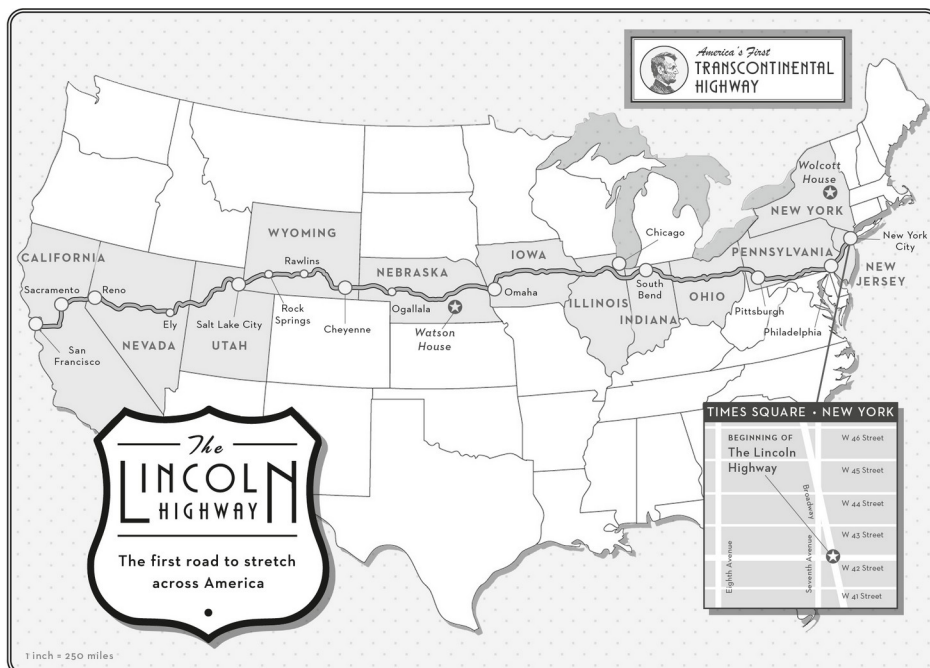 America's First
TRANSCONTINENTAL
HIGHWAY
Wolcott
House
NEW YORK
New York
City
Chicago
WYOMING
PENNSYLVANIA
CALIFORNIA
Rawlins
NEBRASKA
IOWA
NEW
JERSEY
Sacramento
Reno
Omaha
South
Bend
OHIO
ILLINOIS
INDIANA
Rock
Springs
Ogallala
Pittsburgh
Ely
Salt Lake City
Cheyenne
Watson
House
Philadelphia
San
Francisco
NEVADA
UTAH
The
LINCOLN
HIGHWAY
The first road to stretch
across America
TIMES SQUARE • NEW YORK
BEGINNING OF
The Lincoln
Highway
W 46 Street
W 45 Street
W 44 Street
W 43 Street
W 42 Street
W 41 Street
Broadway
Eighth Avenue
Seventh Avenue
1 inch = 250 miles